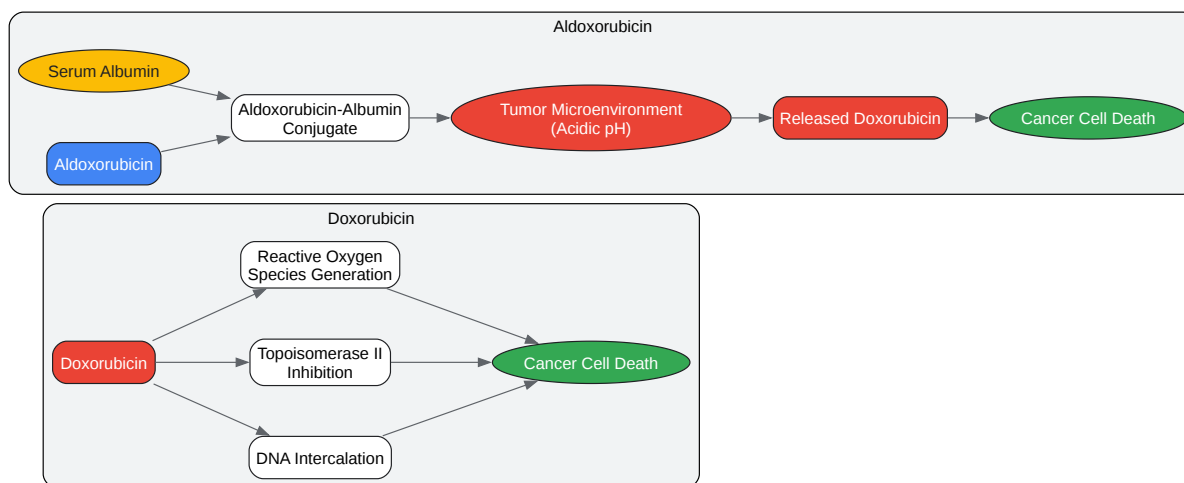 Aldoxorubicin
Serum Albumin
Aldoxorubicin
Aldoxorubicin-Albumin
Conjugate
Tumor Microenvironment
(Acidic pH)
Released Doxorubicin
Cancer Cell Death
Doxorubicin
Doxorubicin
Reactive Oxygen
Species Generation
Topoisomerase II
Inhibition
DNA Intercalation
Cancer Cell Death